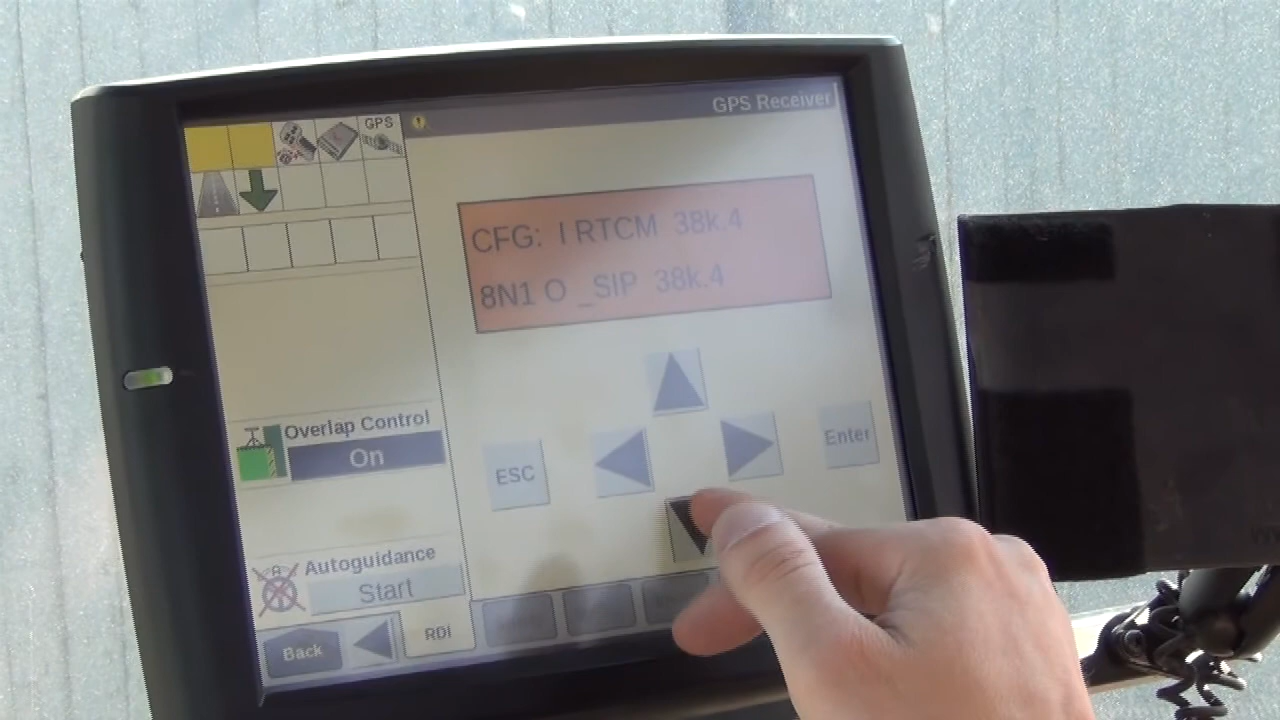 GPS Receiver
GPS
CFG: I RTCM 38k.4
8N1 O _SIP 38k.4
Overlap Control
On
ESC
Enter
Autoguidance
Start
Back
RDI